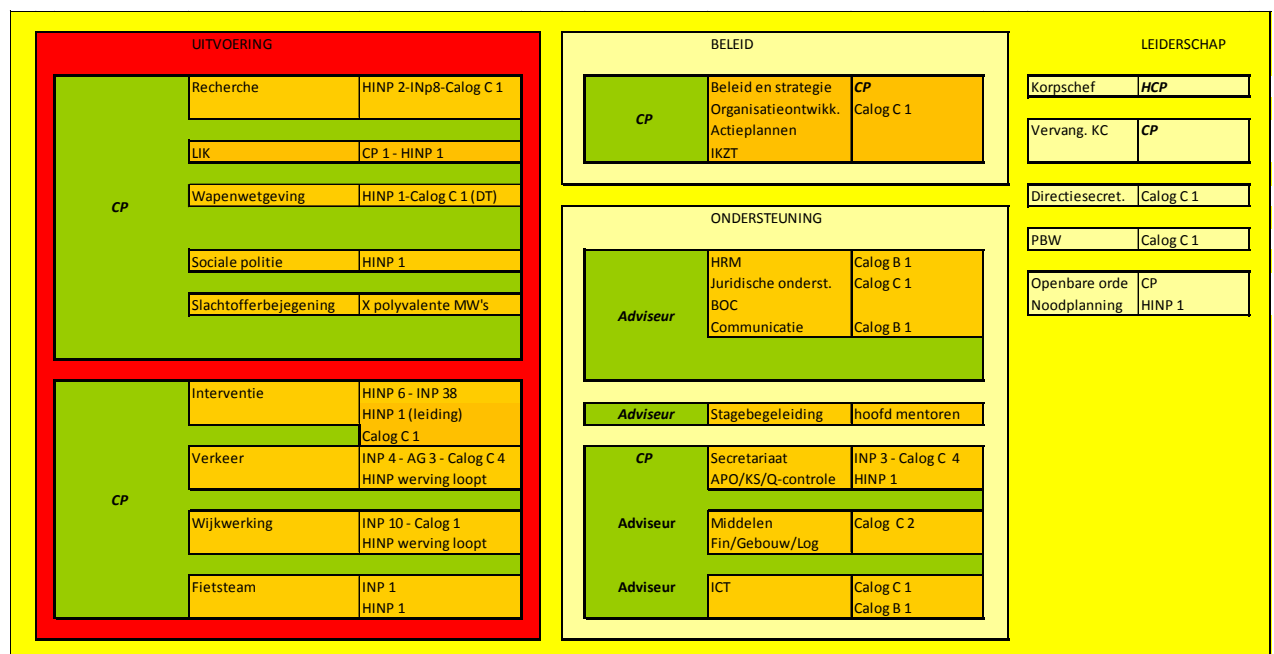 UITVOERING
CP
Recherche HINP 2-INp8-Calog C 1
LIK CP 1 - HINP 1
Wapenwetgeving HINP 1-Calog C 1 (DT)
Sociale politie HINP 1
Slachtofferbejegening X polyvalente MW's
CP
Interventie HINP 6 - INP 38
HINP 1 (leiding)
Calog C 1
Verkeer INP 4 - AG 3 - Calog C 4
HINP werving loopt
Wijkwerking INP 10 - Calog 1
HINP werving loopt
Fietsteam INP 1
HINP 1
BELEID
CP
Beleid en strategie CP
Organisatieontwikk. Calog C 1
Actieplannen
IKZT
ONDERSTEUNING
Adviseur
HRM Calog B 1
Juridische onderst. Calog C 1
BOC
Communicatie Calog B 1
Adviseur Stagebegeleiding hoofd mentoren
CP Secretariaat INP 3 - Calog C 4
APO/KS/Q-controle HINP 1
Adviseur Middelen Calog C 2
Fin/Gebouw/Log
Adviseur ICT Calog C 1
Calog B 1
LEIDERSCHAP
Korpschef HCP
Vervang. KC CP
Directiesecret. Calog C 1
PBW Calog C 1
Openbare orde CP
Noodplanning HINP 1